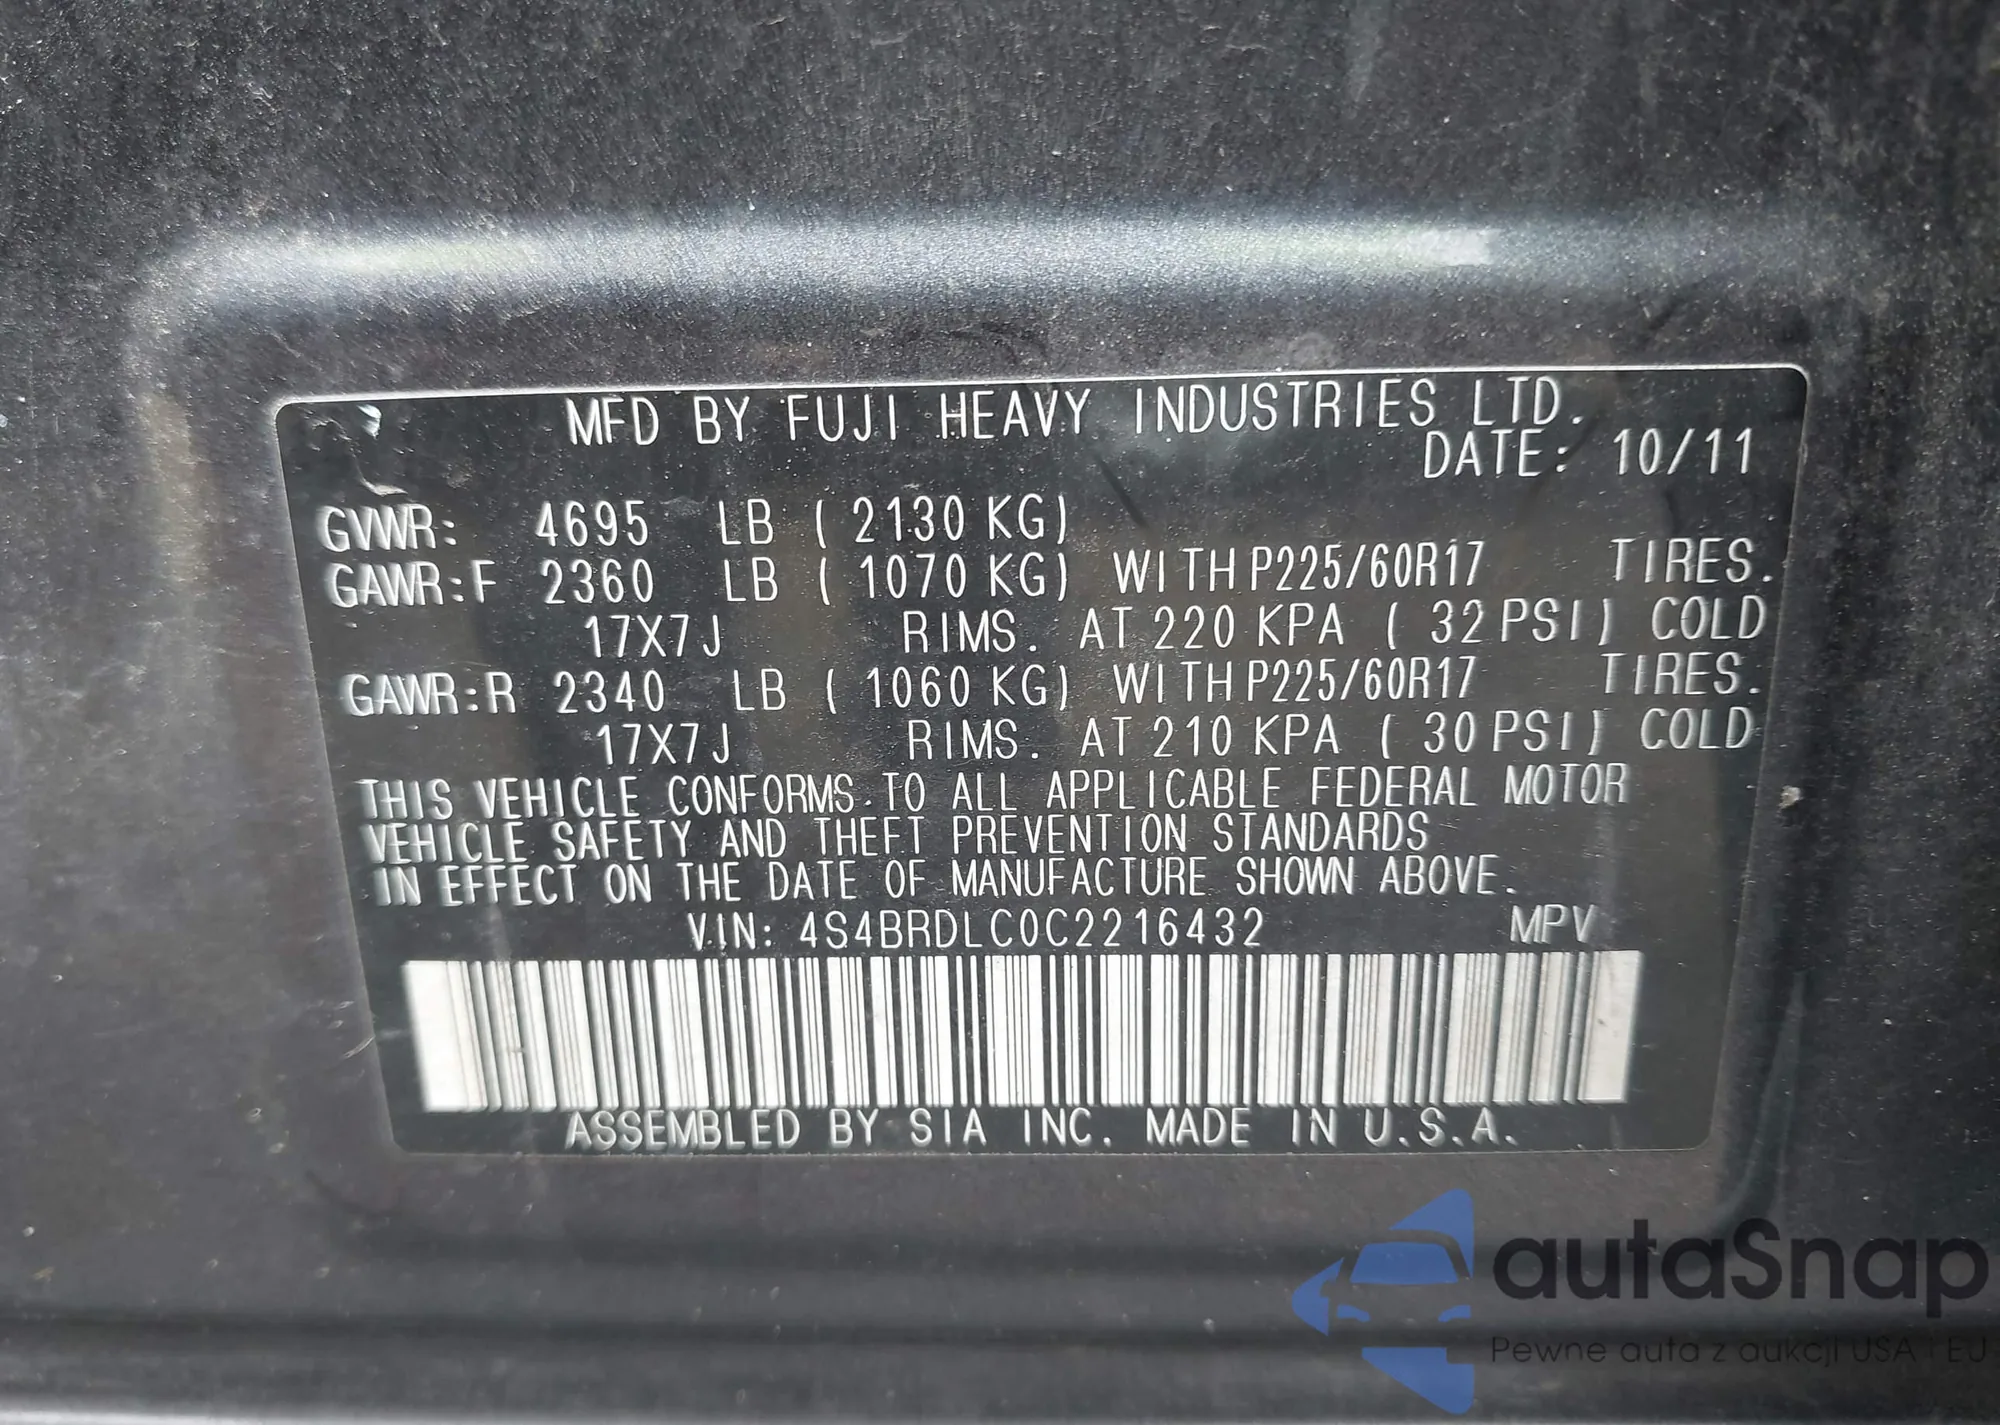 MFD BY FUJI HEAVY INDUSTRIES LTD.
DATE: 10/11
GVWR: 4695 LB ( 2130 KG)
GAWR:F 2360 LB ( 1070 KG) WITH P225/60R17 TIRES.
17X7J RIMS. AT 220 KPA ( 32 PSI) COLD
GAWR:R 2340 LB ( 1060 KG) WITH P225/60R17 TIRES.
17X7J RIMS. AT 210 KPA ( 30 PSI) COLD
THIS VEHICLE CONFORMS TO ALL APPLICABLE FEDERAL MOTOR
VEHICLE SAFETY AND THEFT PREVENTION STANDARDS
IN EFFECT ON THE DATE OF MANUFACTURE SHOWN ABOVE.
VIN: 4S4BRDLC0C2216432 MPV
ASSEMBLED BY SIA INC. MADE IN U.S.A.
autaSnap
Pewne auta z aukcji USA i EU